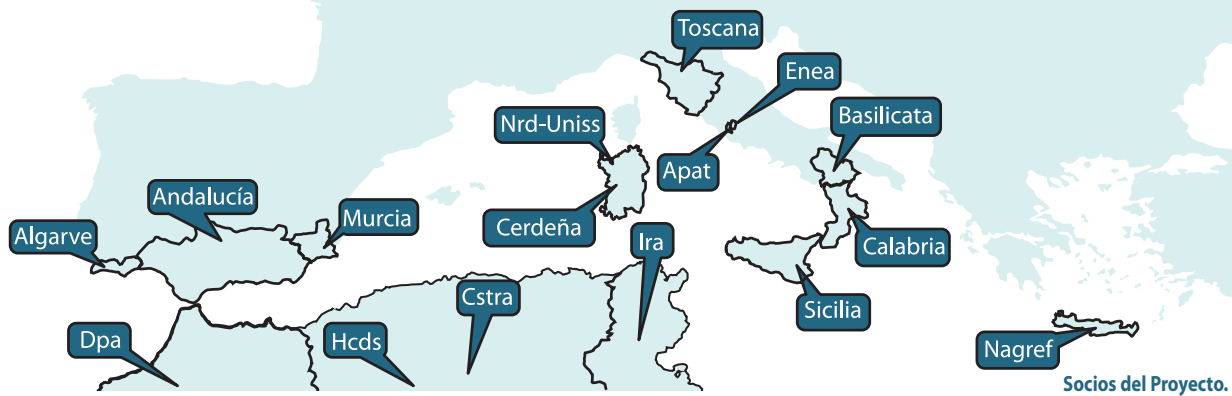 Toscana
Enea
Basilicata
Nrd-Uniss
Apat
Andalucía
Murcia
Algarve
Cerdeña
Ira
Calabria
Cstra
Sicilia
Dpa
Hcds
Nagref
Socios del Proyecto.